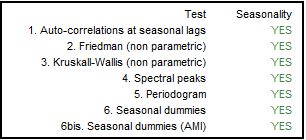 Test Seasonality
1. Auto-correlations at seasonal lags YES
2. Friedman (non parametric) YES
3. Kruskall-Wallis (non parametric) YES
4. Spectral peaks YES
5. Periodogram YES
6. Seasonal dummies YES
6bis. Seasonal dummies (AMI) YES